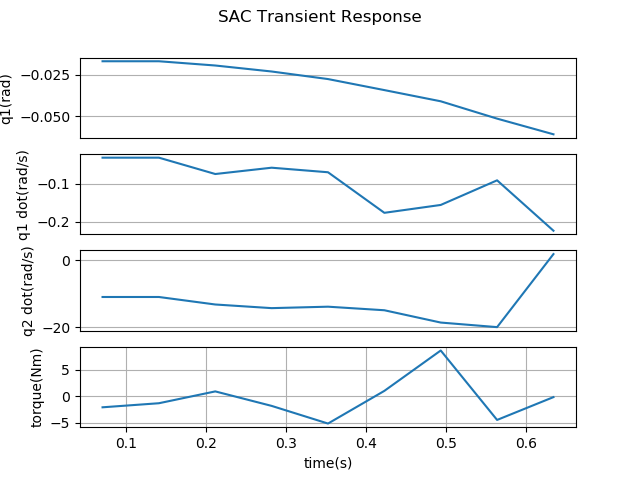 SAC Transient Response
q1(rad)
−0.025
−0.050
q1 dot(rad/s)
−0.1
−0.2
q2 dot(rad/s)
0
−20
torque(Nm)
5
0
−5
0.1 0.2 0.3 0.4 0.5 0.6
time(s)